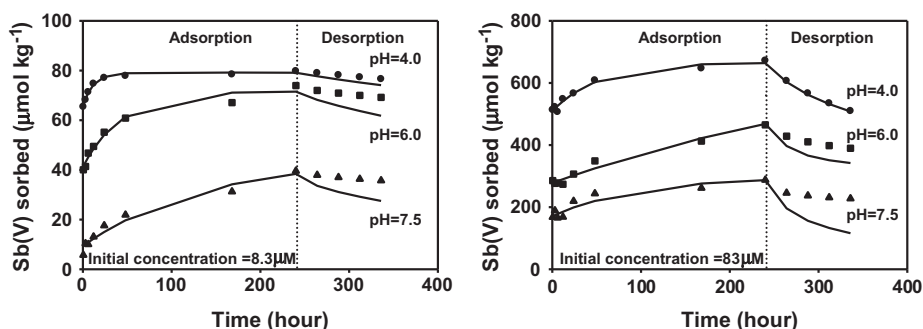 100
80
60
40
20
0
Sb(V) sorbed (μmol kg⁻¹)
Adsorption
Desorption
pH=4.0
pH=6.0
pH=7.5
Initial concentration =8.3μM
0 100 200 300 400
Time (hour)
800
600
400
200
0
Sb(V) sorbed (μmol kg⁻¹)
Adsorption
Desorption
pH=4.0
pH=6.0
pH=7.5
Initial concentration =83μM
0 100 200 300 400
Time (hour)